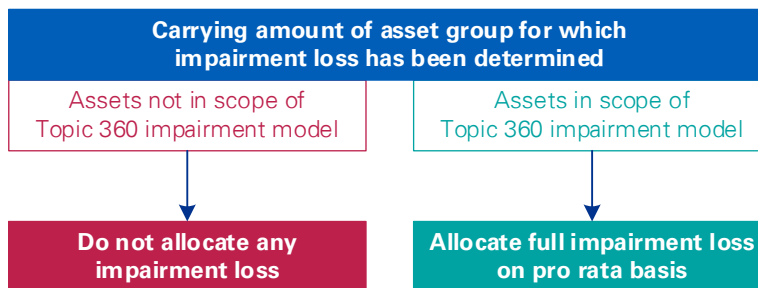 Carrying amount of asset group for which
impairment loss has been determined
Assets not in scope of
Topic 360 impairment model
Assets in scope of
Topic 360 impairment model
Do not allocate any
impairment loss
Allocate full impairment loss
on pro rata basis